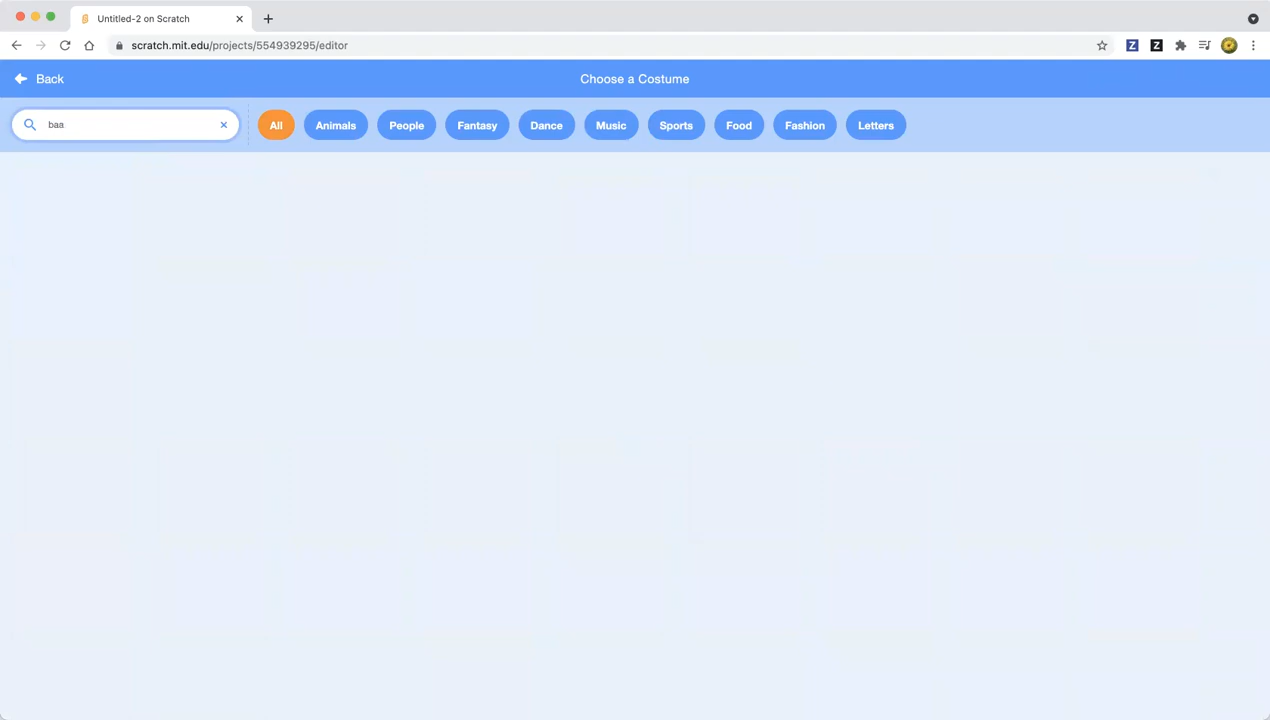 Untitled-2 on Scratch
scratch.mit.edu/projects/554939295/editor
Back
Choose a Costume
baa
All
Animals
People
Fantasy
Dance
Music
Sports
Food
Fashion
Letters